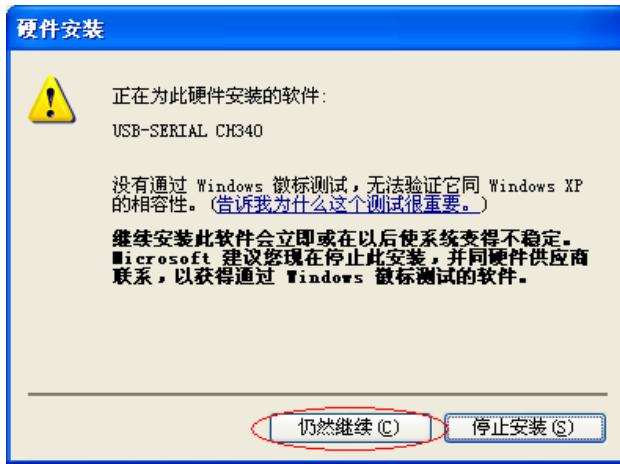 硬件安装
正在为此硬件安装的软件:
USB-SERIAL CH340
没有通过 Windows 徽标测试，无法验证它同 Windows XP
的相容性。(告诉我为什么这个测试很重要。)
继续安装此软件会立即或在以后使系统变得不稳定。
Microsoft 建议您现在停止此安装，并同硬件供应商
联系，以获得通过 Windows 徽标测试的软件。
仍然继续(C)
停止安装(S)